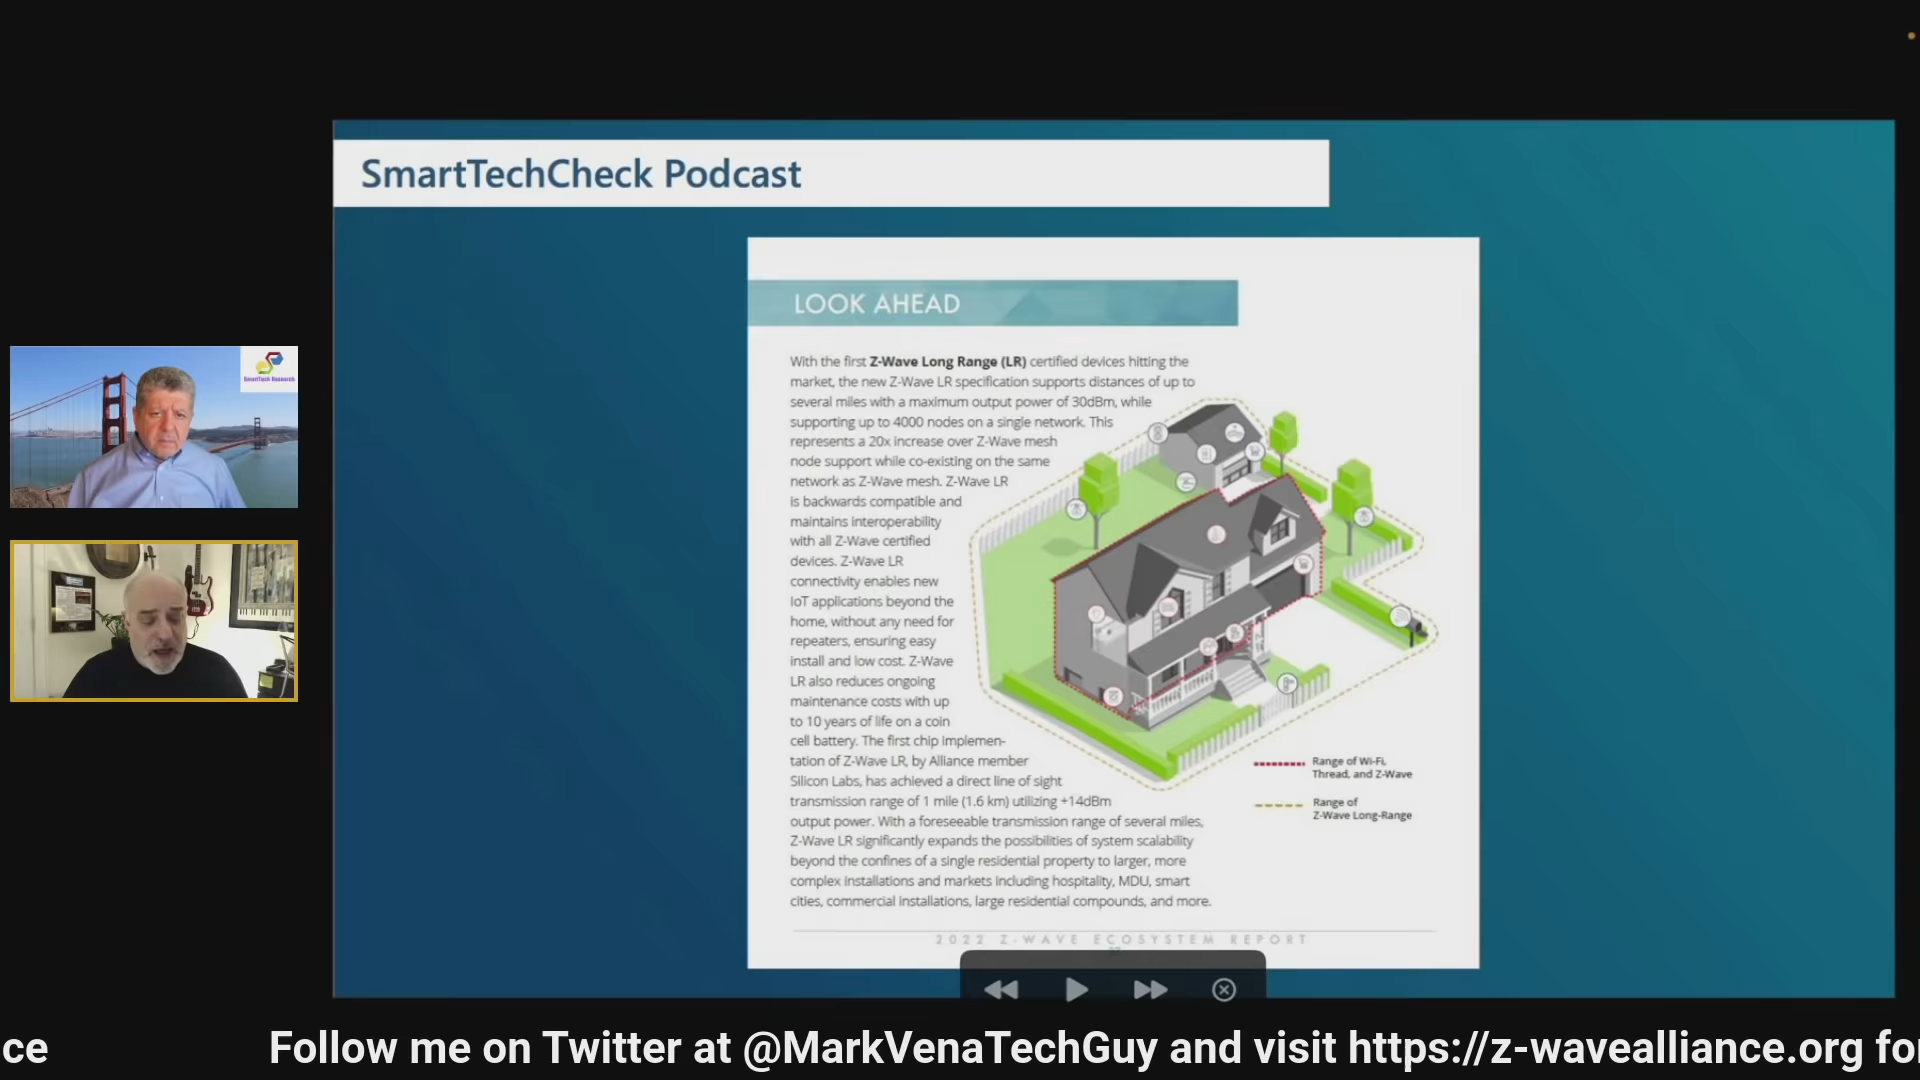 SmartTechCheck Podcast
LOOK AHEAD
With the first Z-Wave Long Range (LR) certified devices hitting the
market, the new Z-Wave LR specification supports distances of up to
several miles with a maximum output power of 30dBm, while
supporting up to 4000 nodes on a single network. This
represents a 20x increase over Z-Wave mesh
node support while co-existing on the same
network as Z-Wave mesh. Z-Wave LR
is backwards compatible and
maintains interoperability
with all Z-Wave certified
devices. Z-Wave LR
connectivity enables new
IoT applications beyond the
home, without any need for
repeaters, ensuring easy
install and low cost. Z-Wave
LR also reduces ongoing
maintenance costs with up
to 10 years of life on a coin
cell battery. The first chip implemen-
tation of Z-Wave LR, by Alliance member
Silicon Labs, has achieved a direct line of sight
transmission range of 1 mile (1.6 km) utilizing +14dBm
output power. With a foreseeable transmission range of several miles,
Z-Wave LR significantly expands the possibilities of system scalability
beyond the confines of a single residential property to larger, more
complex installations and markets including hospitality, MDU, smart
cities, commercial installations, large residential compounds, and more.
Range of Wi-Fi,
Thread, and Z-Wave
Range of
Z-Wave Long-Range
2022 Z-WAVE ECOSYSTEM REPORT
SmartTech Research
ce Follow me on Twitter at @MarkVenaTechGuy and visit https://z-wavealliance.org for